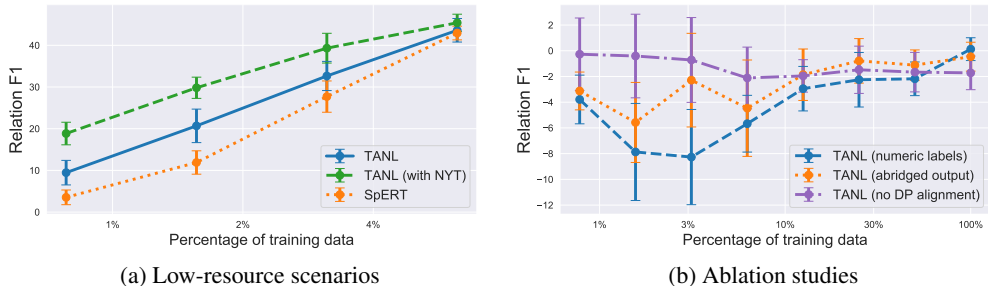 Relation F1
40
30
20
10
0
TANL
TANL (with NYT)
SpERT
1%
2%
4%
Percentage of training data
(a) Low-resource scenarios
Relation F1
2
0
−2
−4
−6
−8
−10
−12
TANL (numeric labels)
TANL (abridged output)
TANL (no DP alignment)
1%
3%
10%
30%
100%
Percentage of training data
(b) Ablation studies